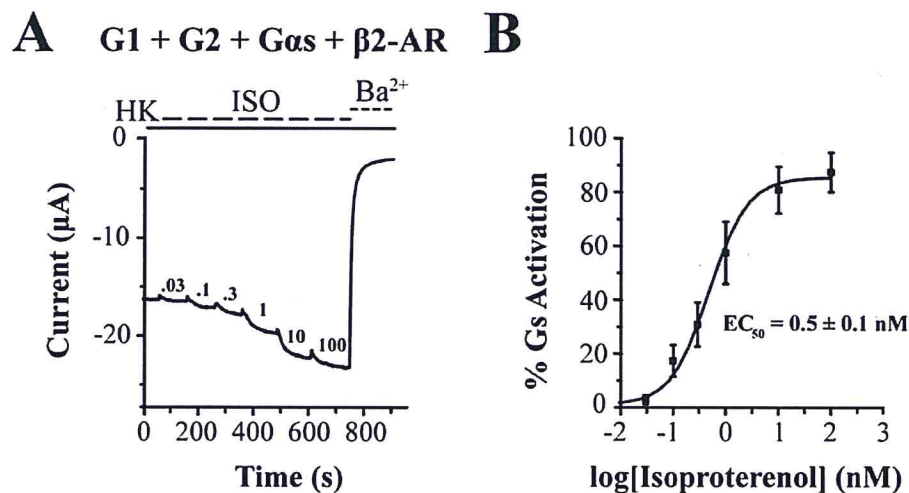 A G1 + G2 + Gαs + β2-AR
HK ISO Ba²⁺
0
-10
-20
Current (µA)
.03 .1 .3 1 10 100
0 200 400 600 800
Time (s)
B
100
80
60
40
20
0
% Gs Activation
EC₅₀ = 0.5 ± 0.1 nM
-2 -1 0 1 2 3
log[Isoproterenol] (nM)